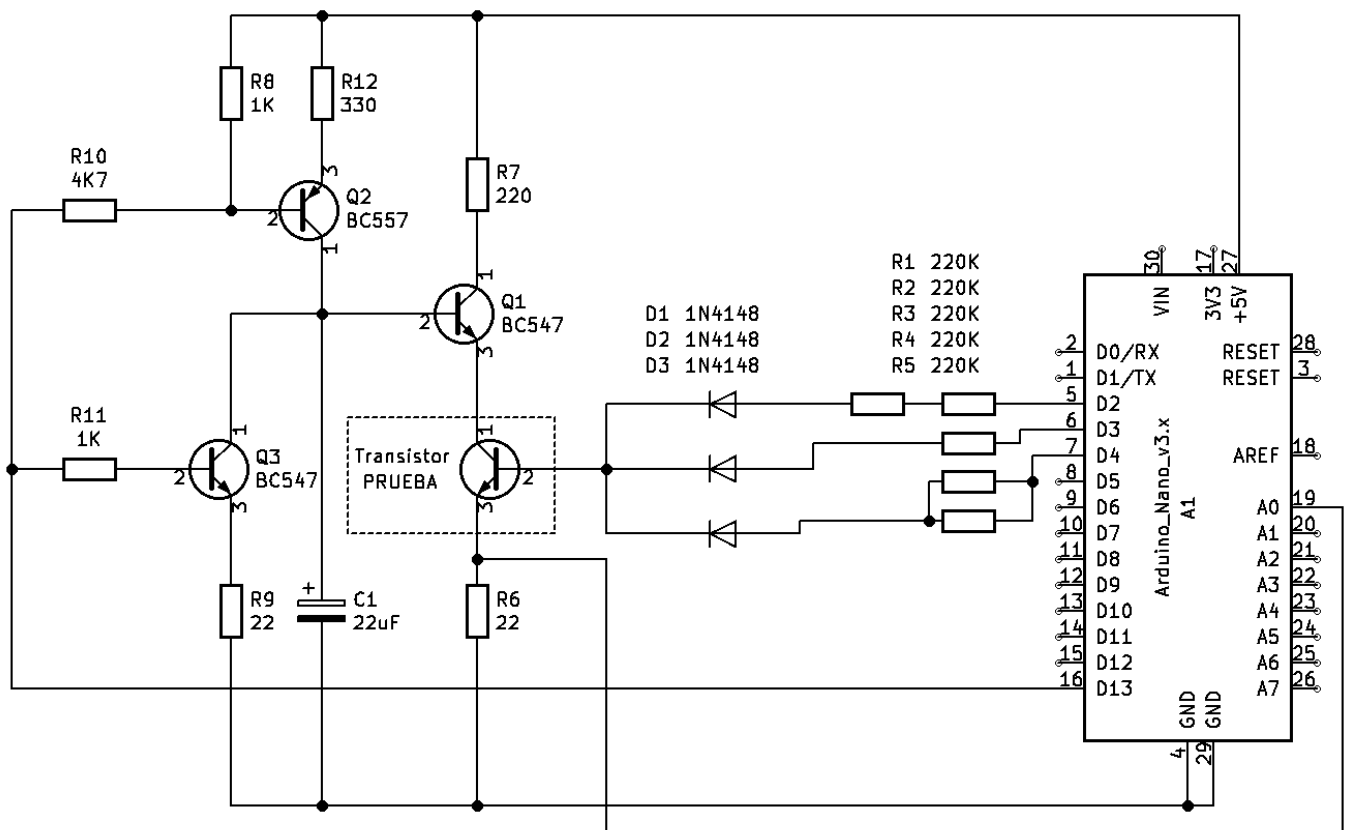 R8
1K
R12
330
R10
4K7
R7
220
3
Q2
BC557
2
1
1
Q1
BC547
2
3
R1 220K
R2 220K
R3 220K
R4 220K
R5 220K
D1 1N4148
D2 1N4148
D3 1N4148
R11
1K
1
Q3
BC547
2
3
Transistor
PRUEBA
1
2
3
R9
22
+
C1
22uF
R6
22
30
VIN
17
3V3
27
+5V
2
D0/RX
1
D1/TX
5
D2
6
D3
7
D4
8
D5
9
D6
10
D7
11
D8
12
D9
13
D10
14
D11
15
D12
16
D13
Arduino_Nano_v3.x
A1
RESET
28
RESET
3
AREF
18
A0
19
A1
20
A2
21
A3
22
A4
23
A5
24
A6
25
A7
26
GND
4
GND
29